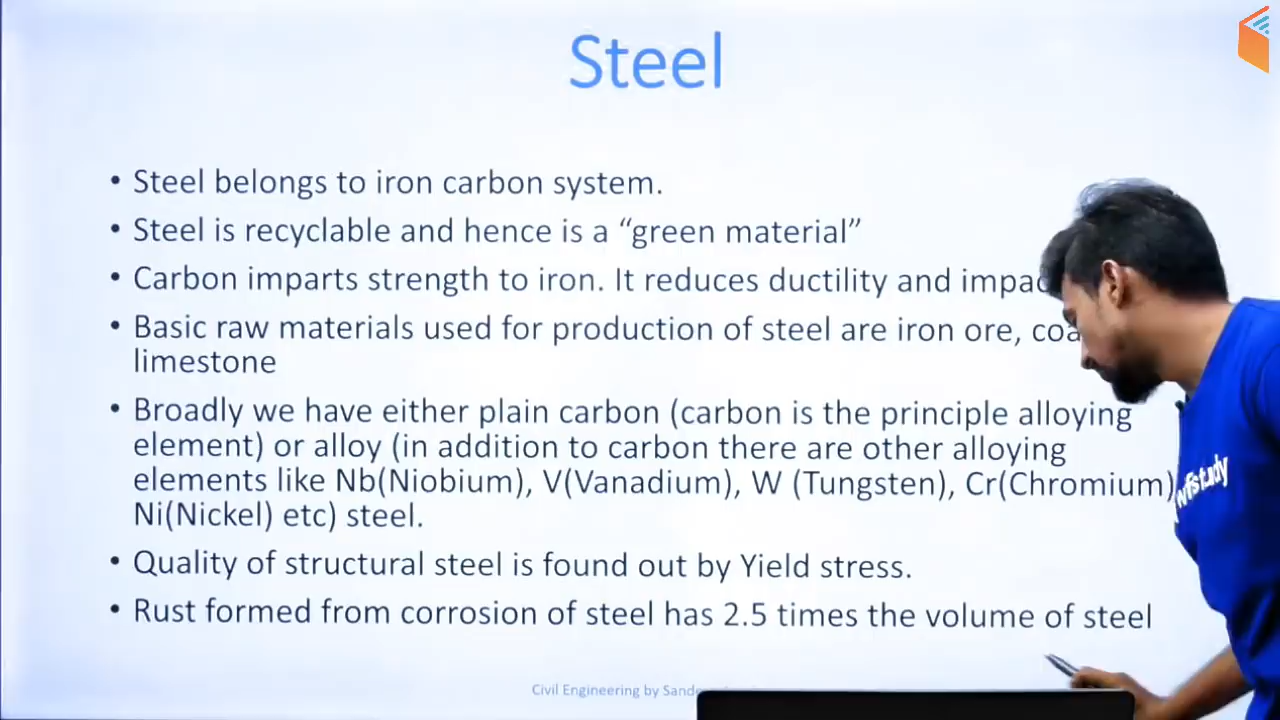 Steel
• Steel belongs to iron carbon system.
• Steel is recyclable and hence is a “green material”
• Carbon imparts strength to iron. It reduces ductility and
• Basic raw materials used for production of steel are iron ore,
limestone
• Broadly we have either plain carbon (carbon is the principle alloying
element) or alloy (in addition to carbon there are other alloying
elements like Nb(Niobium), V(Vanadium), W (Tungsten), Cr(Chromium)
Ni(Nickel) etc) steel.
• Quality of structural steel is found out by Yield stress.
• Rust formed from corrosion of steel has 2.5 times the volume of steel
wifistudy
Civil Engineering by